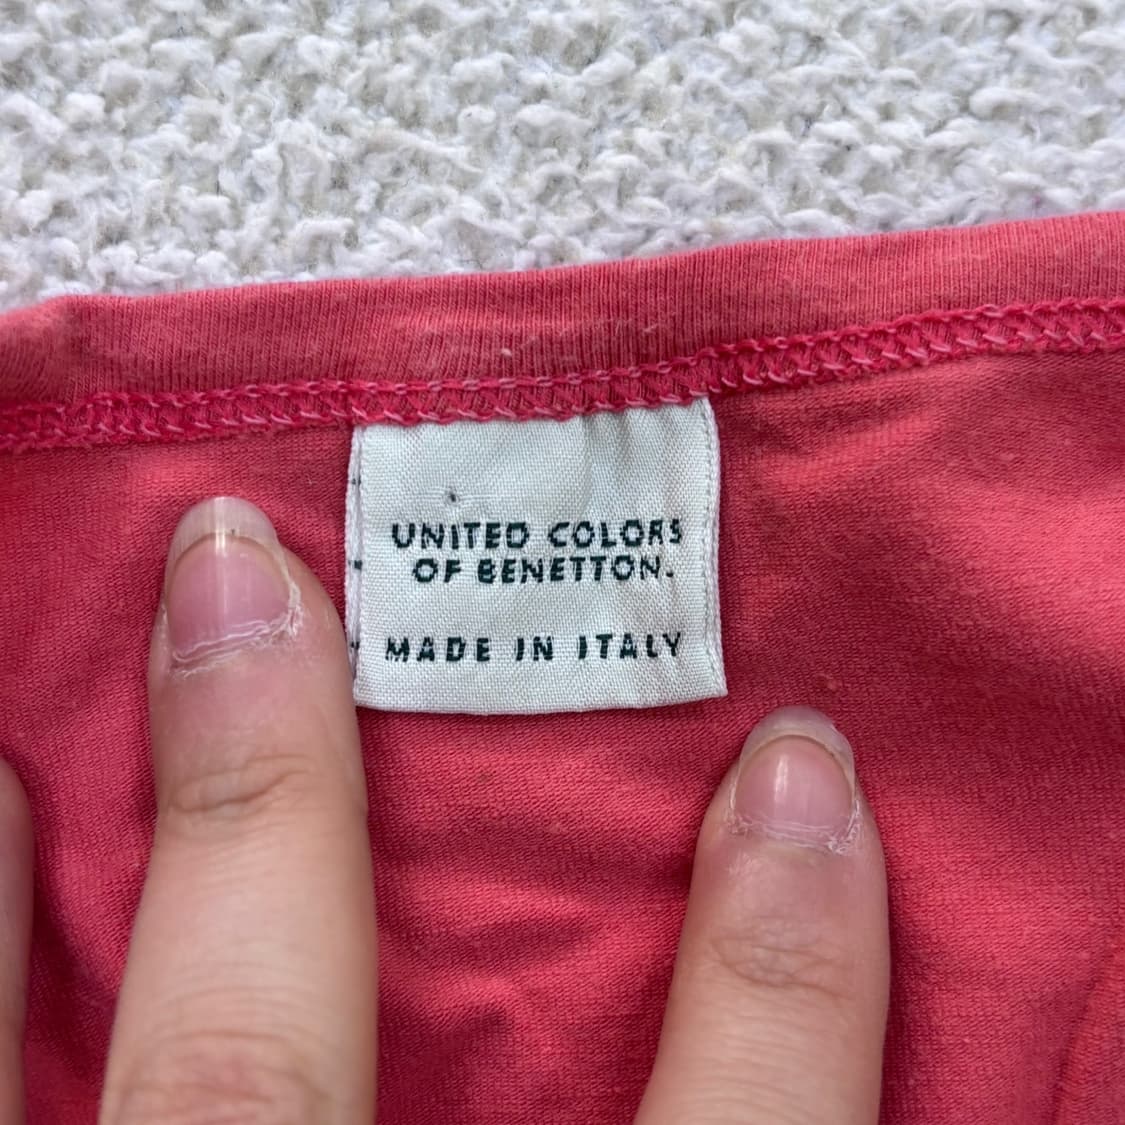 UNITED COLORS
OF BENETTON.
MADE IN ITALY